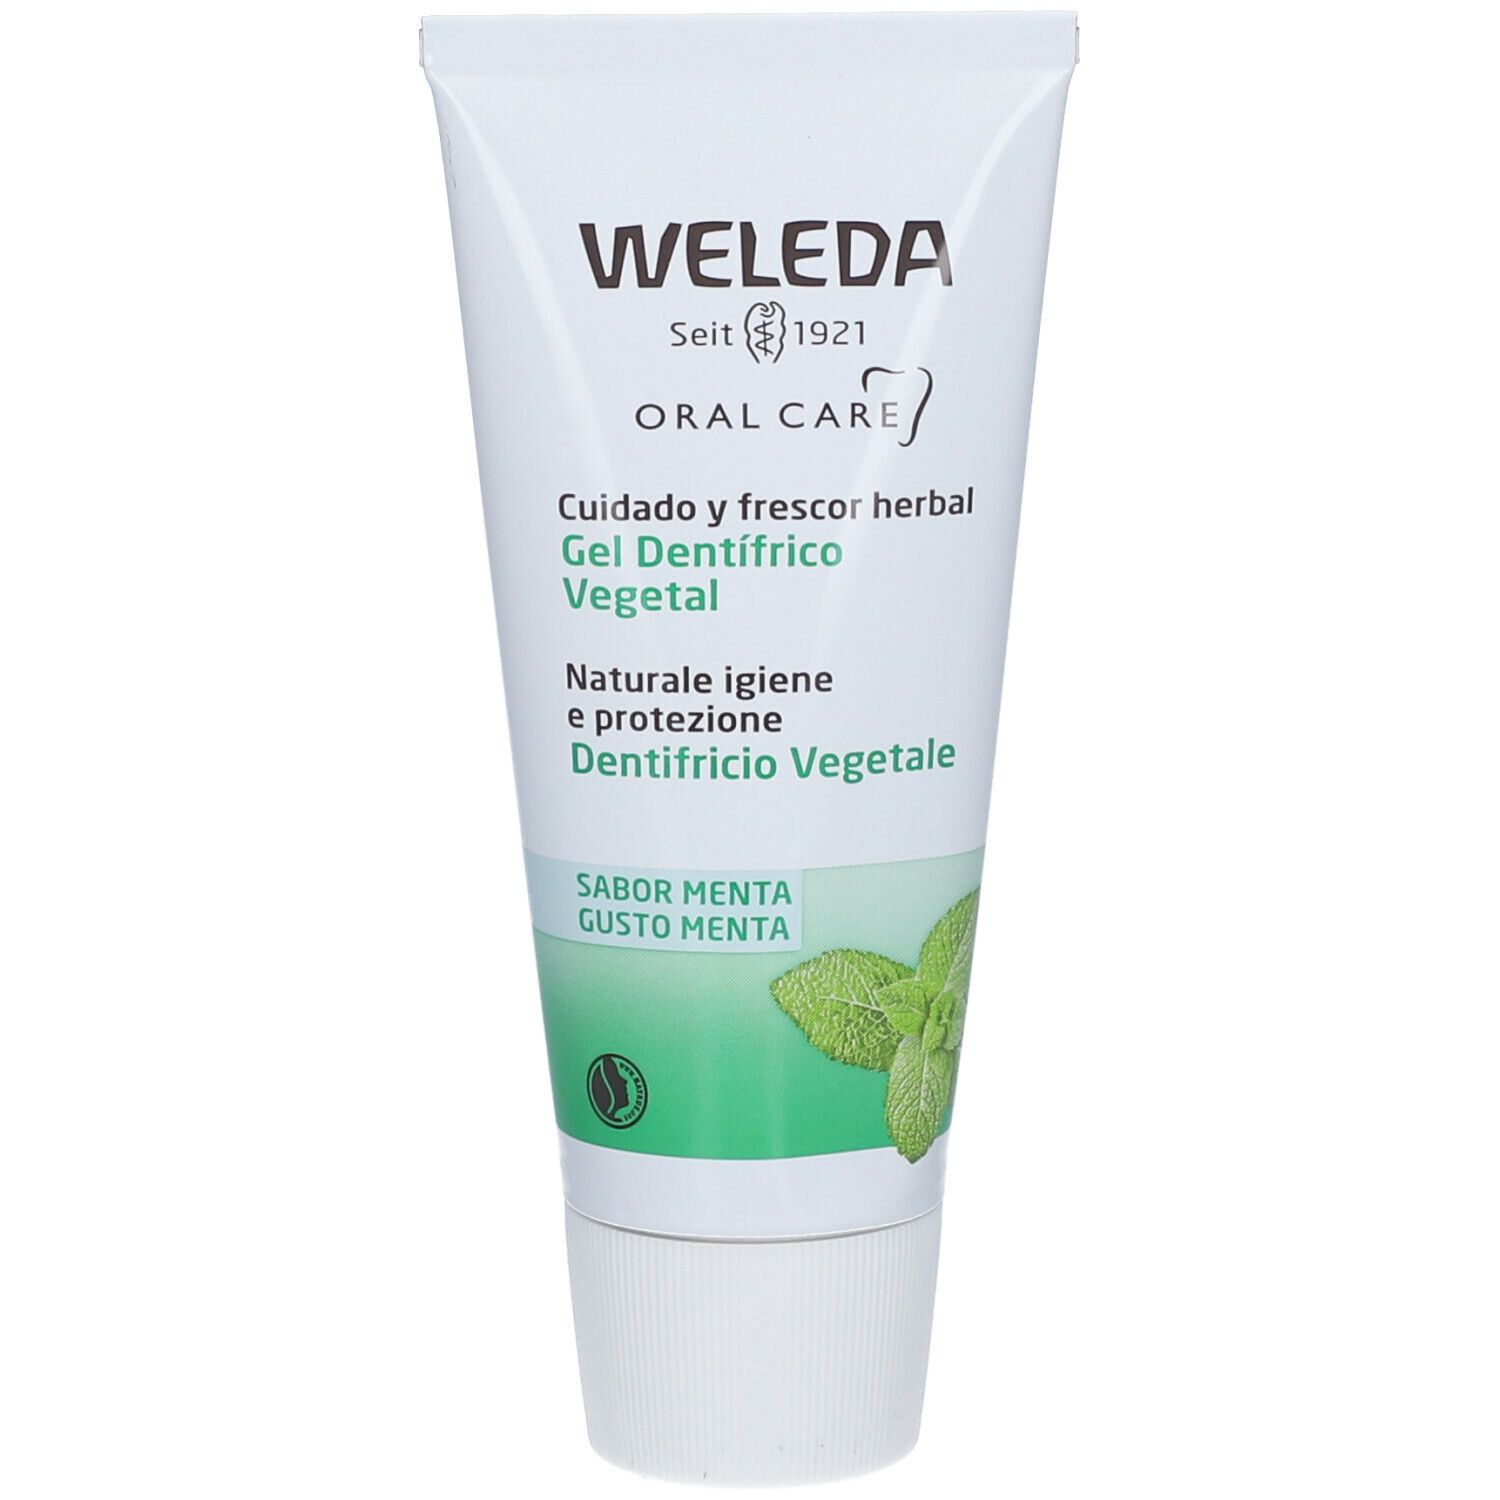 WELEDA
Seit 1921
ORAL CARE
Cuidado y frescor herbal
Gel Dentífrico
Vegetal
Naturale igiene
e protezione
Dentifricio Vegetale
SABOR MENTA
GUSTO MENTA